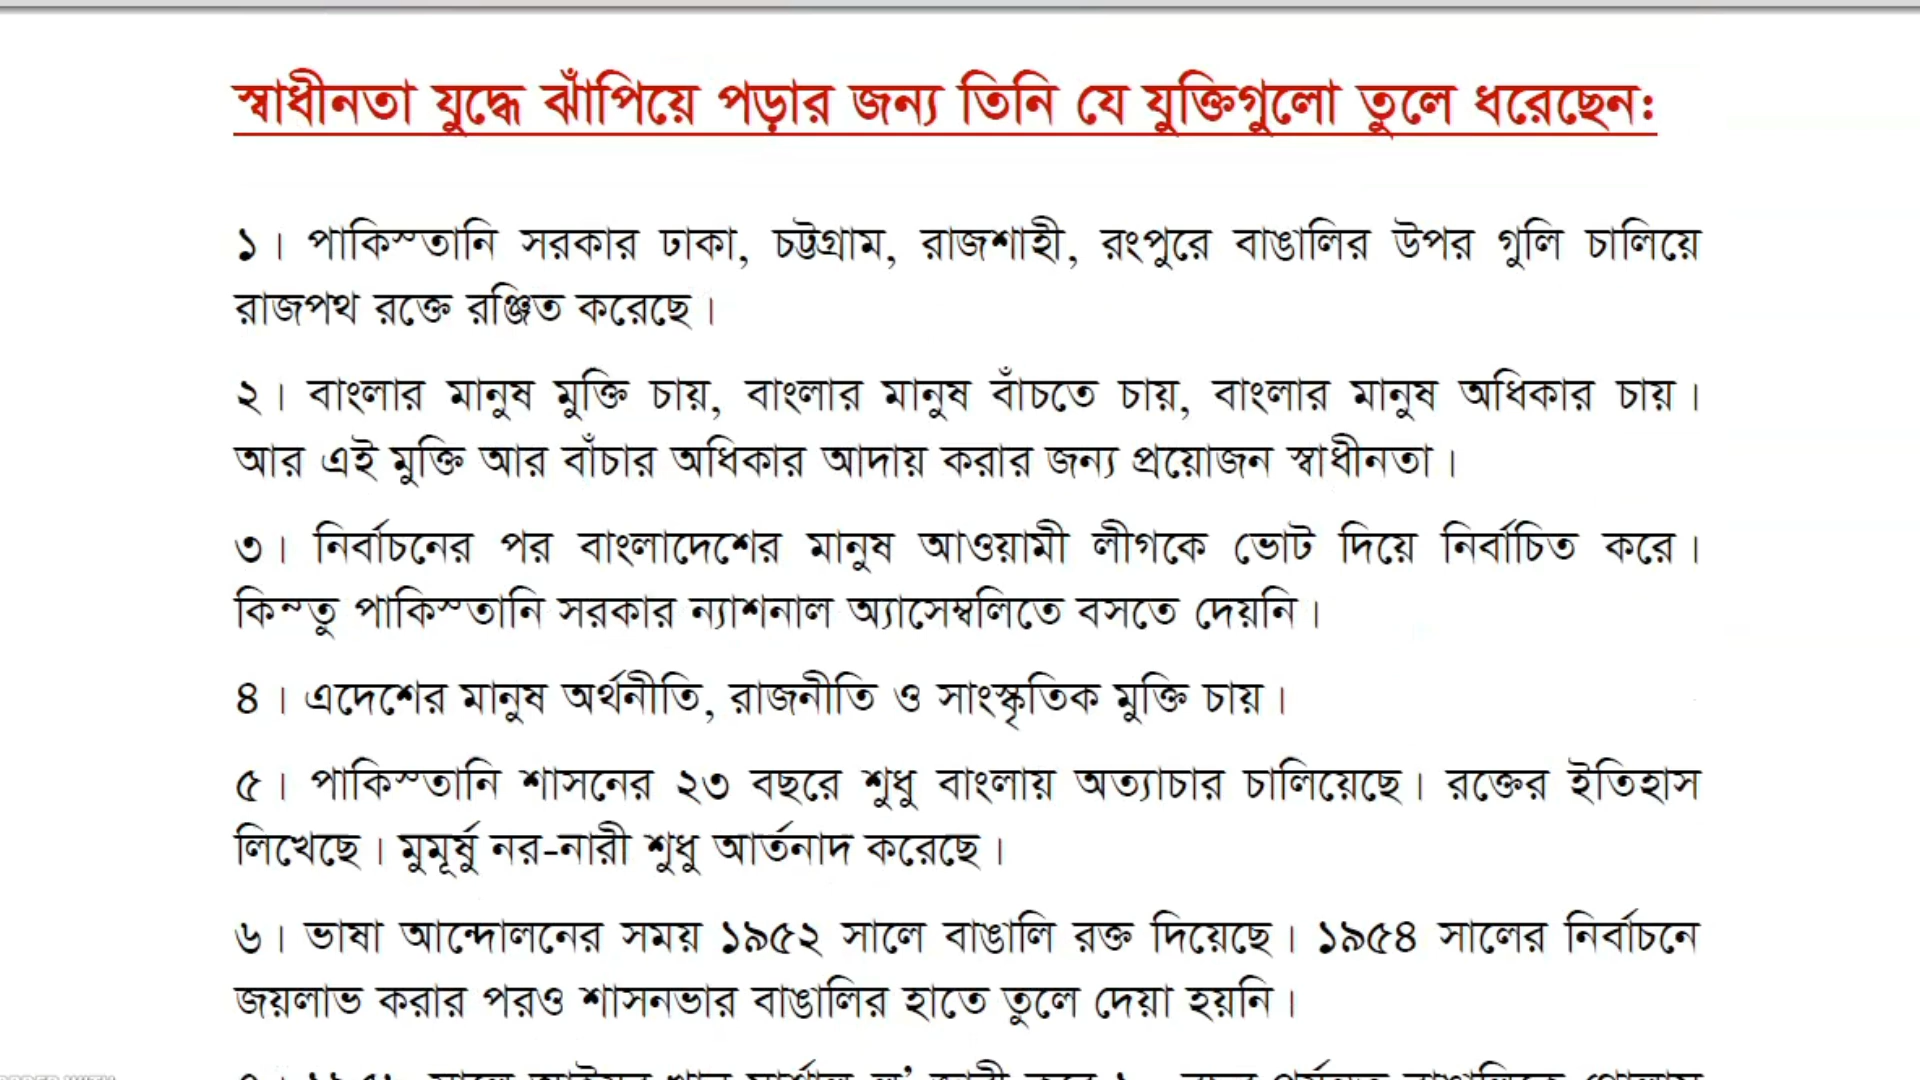 স্বাধীনতা যুদ্ধে ঝাঁপিয়ে পড়ার জন্য তিনি যে যুক্তিগুলো তুলে ধরেছেন:
১। পাকিস্তানি সরকার ঢাকা, চট্টগ্রাম, রাজশাহী, রংপুরে বাঙালির উপর গুলি চালিয়ে
রাজপথ রক্তে রঞ্জিত করেছে।
২। বাংলার মানুষ মুক্তি চায়, বাংলার মানুষ বাঁচতে চায়, বাংলার মানুষ অধিকার চায়।
আর এই মুক্তি আর বাঁচার অধিকার আদায় করার জন্য প্রয়োজন স্বাধীনতা।
৩। নির্বাচনের পর বাংলাদেশের মানুষ আওয়ামী লীগকে ভোট দিয়ে নির্বাচিত করে।
কিন্তু পাকিস্তানি সরকার ন্যাশনাল অ্যাসেম্বলিতে বসতে দেয়নি।
৪। এদেশের মানুষ অর্থনীতি, রাজনীতি ও সাংস্কৃতিক মুক্তি চায়।
৫। পাকিস্তানি শাসনের ২৩ বছরে শুধু বাংলায় অত্যাচার চালিয়েছে। রক্তের ইতিহাস
লিখেছে। মুমূর্ষু নর-নারী শুধু আর্তনাদ করেছে।
৬। ভাষা আন্দোলনের সময় ১৯৫২ সালে বাঙালি রক্ত দিয়েছে। ১৯৫৪ সালের নির্বাচনে
জয়লাভ করার পরও শাসনভার বাঙালির হাতে তুলে দেয়া হয়নি।